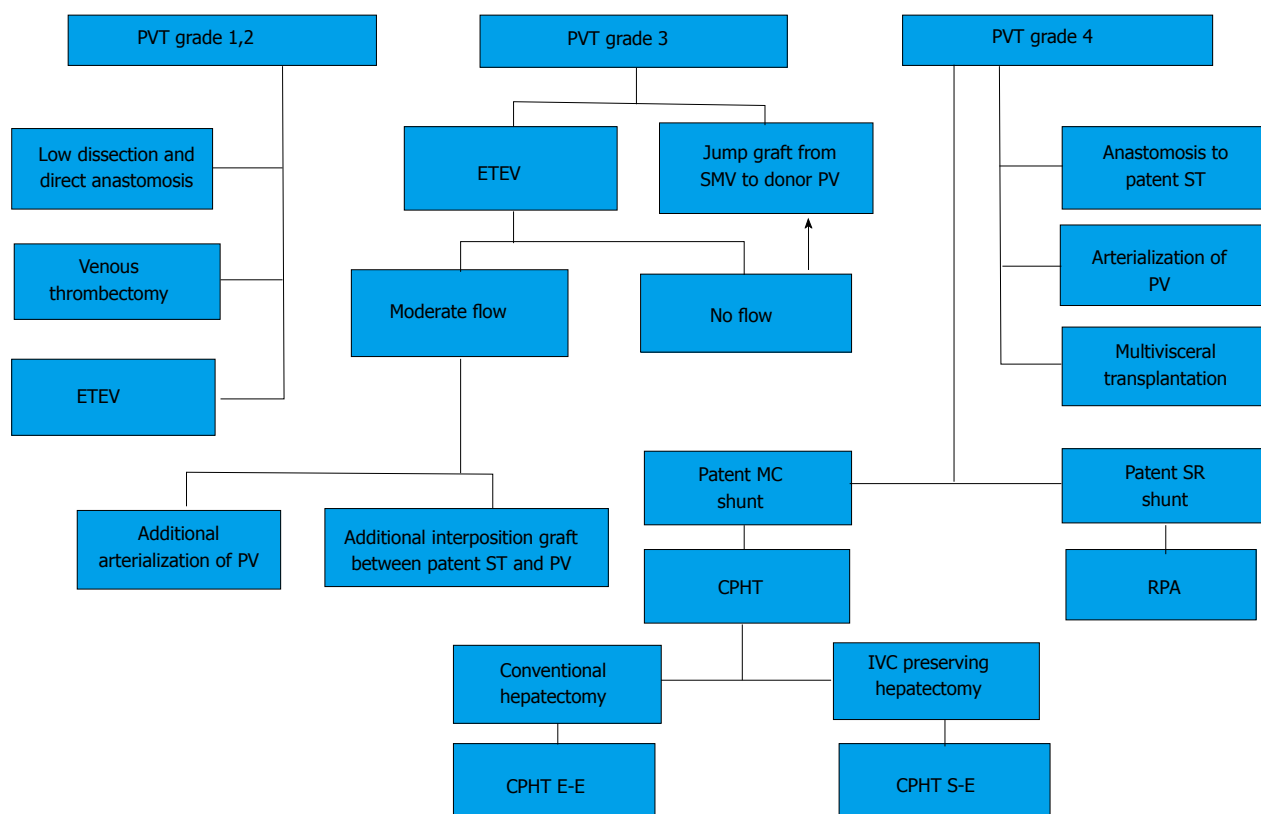 PVT grade 1,2
PVT grade 3
PVT grade 4
Low dissection and
direct anastomosis
ETEV
Jump graft from
SMV to donor PV
Anastomosis to
patent ST
Venous
thrombectomy
Moderate flow
No flow
Arterialization of
PV
ETEV
Multivisceral
transplantation
Additional
arterialization of PV
Additional interposition graft
between patent ST and PV
Patent MC
shunt
Patent SR
shunt
CPHT
RPA
Conventional
hepatectomy
IVC preserving
hepatectomy
CPHT E-E
CPHT S-E